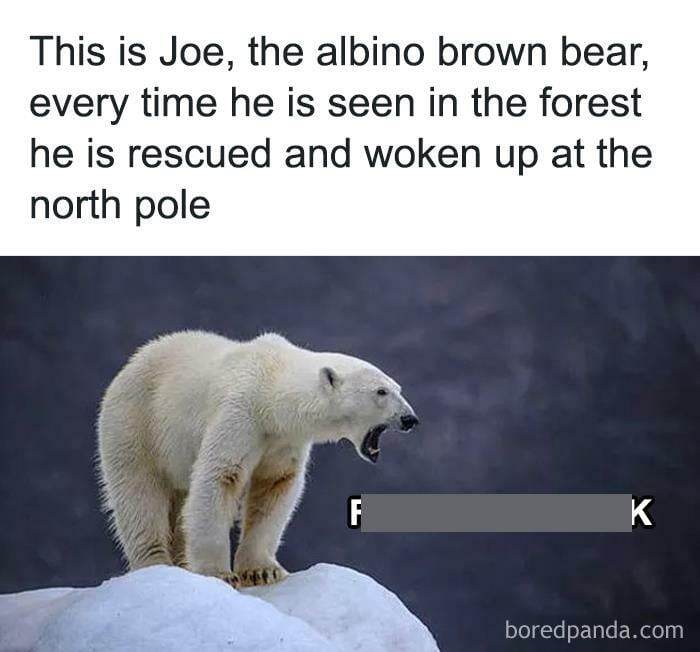 This is Joe, the albino brown bear,
every time he is seen in the forest
he is rescued and woken up at the
north pole
F K
boredpanda.com